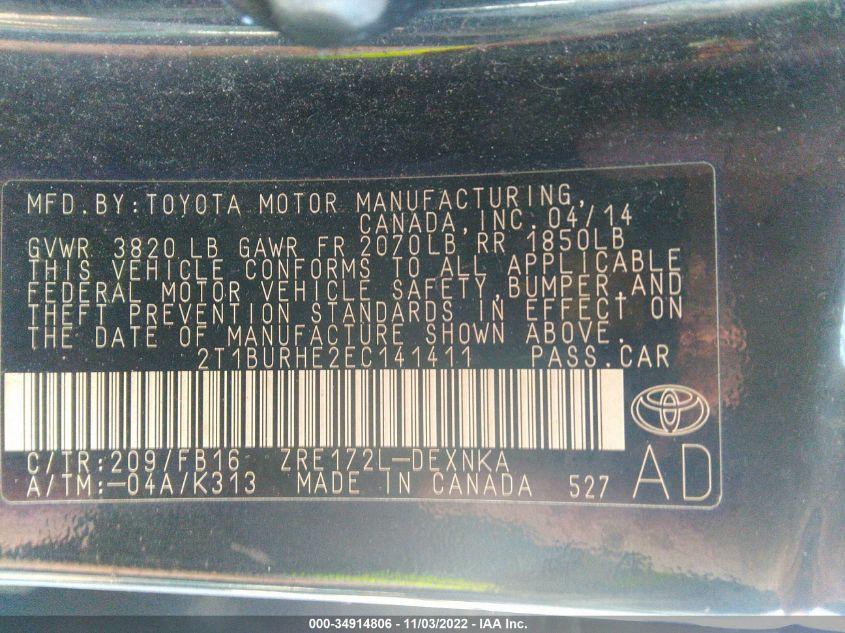 MFD.BY:TOYOTA MOTOR MANUFACTURING,
CANADA,INC. 04/14
GVWR 3820 LB GAWR FR 2070LB RR 1850LB
THIS VEHICLE CONFORMS TO ALL APPLICABLE
FEDERAL MOTOR VEHICLE SAFETY,BUMPER,AND
THEFT PREVENTION STANDARDS IN EFFECT ON
THE DATE OF MANUFACTURE SHOWN ABOVE.
2T1BURHE2EC141411 PASS.CAR
C/TR:209/FB16 ZRE172L-DEXNKA
A/TM:-04A/K313 MADE IN CANADA 527
AD
000-34914806 - 11/03/2022 - IAA Inc.